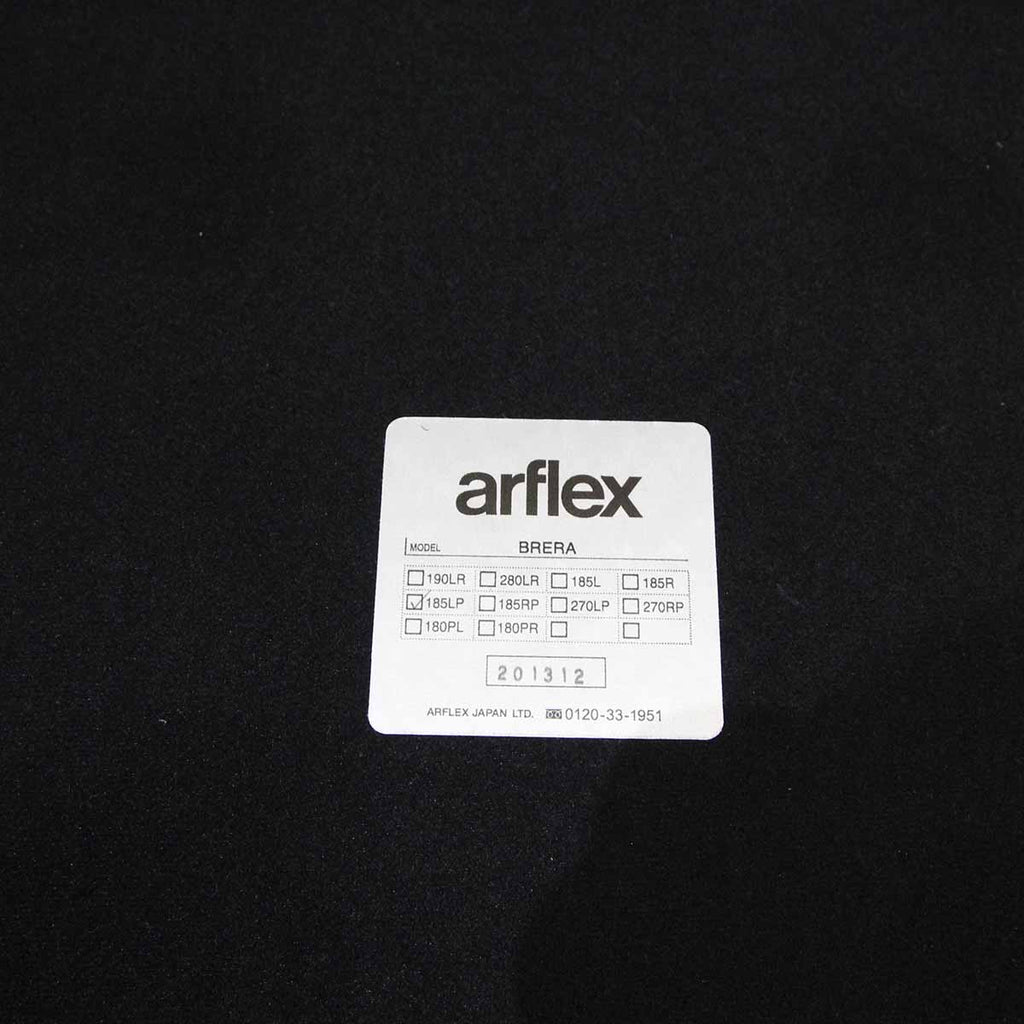 arflex
MODEL BRERA
☐190LR ☐280LR ☐185L ☐185R
☑185LP ☐185RP ☐270LP ☐270RP
☐180PL ☐180PR ☐ ☐
201312
ARFLEX JAPAN LTD. 0120-33-1951